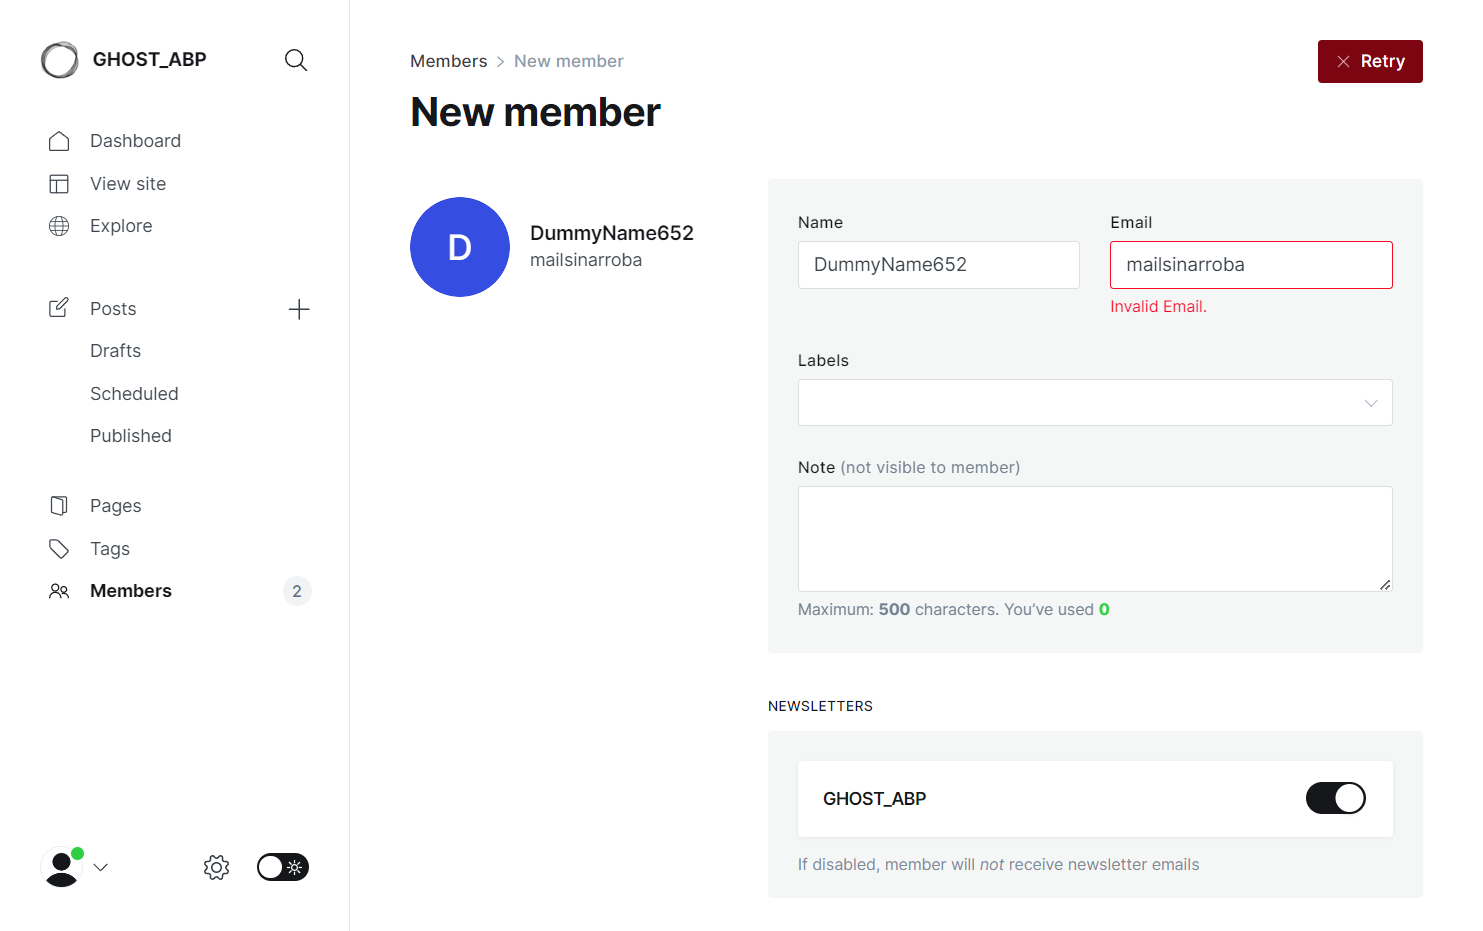 GHOST_ABP
Dashboard
View site
Explore
Posts
Drafts
Scheduled
Published
Pages
Tags
Members 2
Members > New member
Retry
New member
D
DummyName652
mailsinarroba
Name
DummyName652
Email
mailsinarroba
Invalid Email.
Labels
Note (not visible to member)
Maximum: 500 characters. You’ve used 0
NEWSLETTERS
GHOST_ABP
If disabled, member will not receive newsletter emails